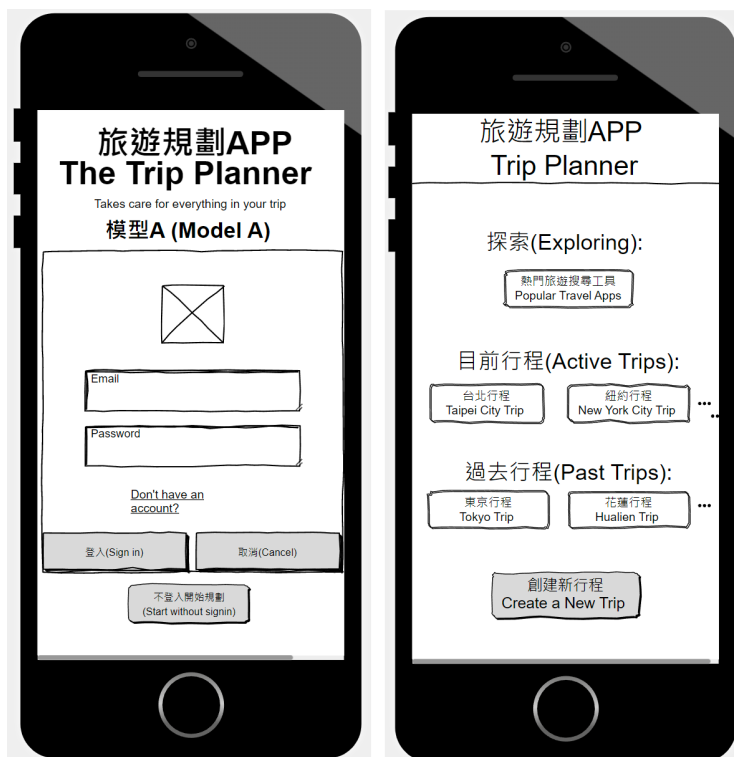 旅遊規劃APP
The Trip Planner
Takes care for everything in your trip
模型A (Model A)
Email
Password
Don't have an
account?
登入(Sign in)
取消(Cancel)
不登入開始規劃
(Start without signin)
旅遊規劃APP
Trip Planner
探索(Exploring):
熱門旅遊搜尋工具
Popular Travel Apps
目前行程(Active Trips):
台北行程
Taipei City Trip
紐約行程
New York City Trip
過去行程(Past Trips):
東京行程
Tokyo Trip
花蓮行程
Hualien Trip
創建新行程
Create a New Trip